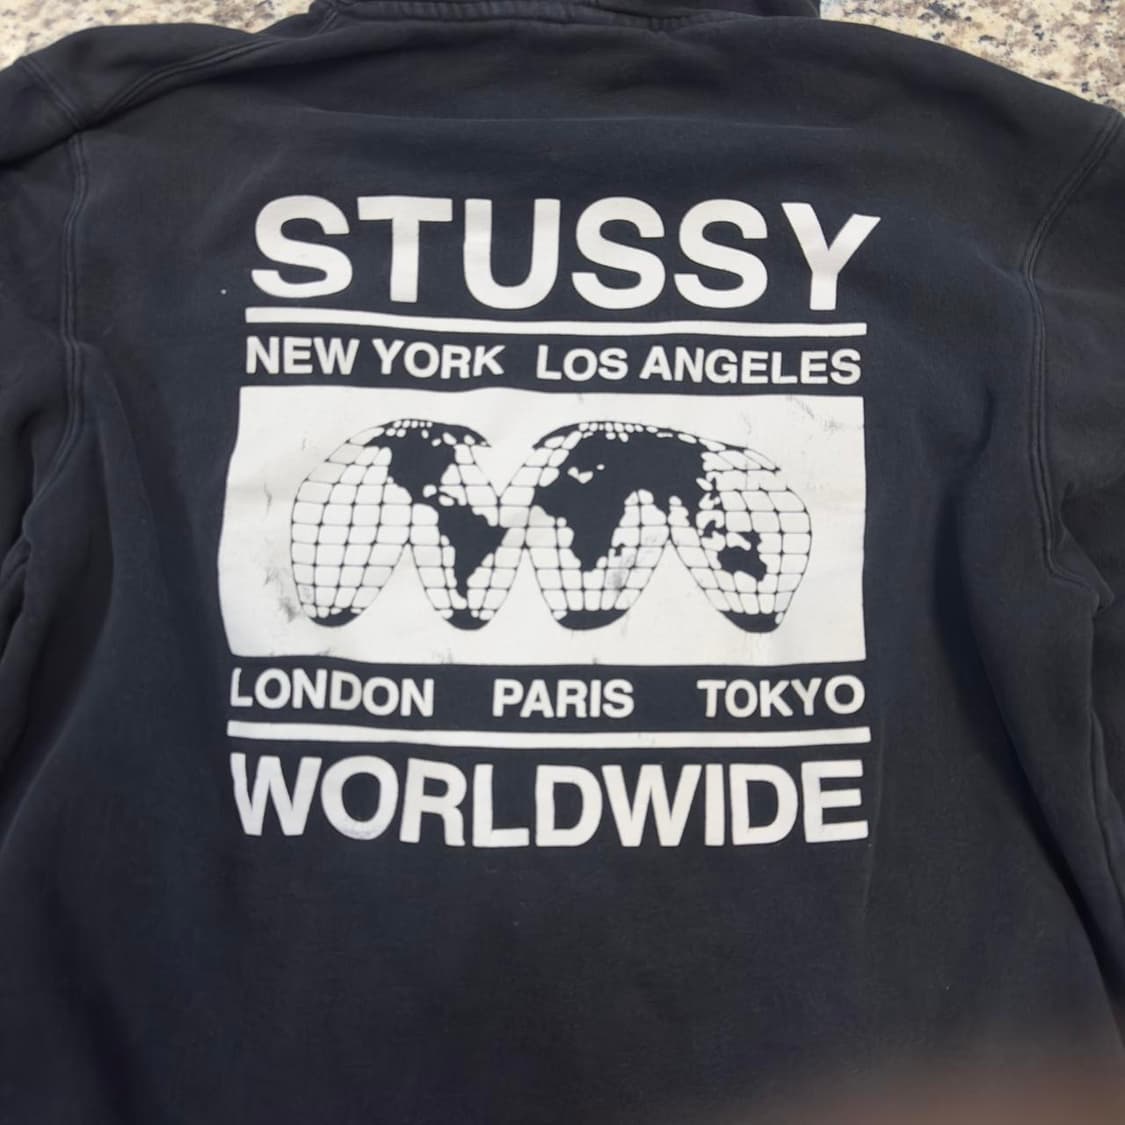 STUSSY
NEW YORK LOS ANGELES
LONDON PARIS TOKYO
WORLDWIDE